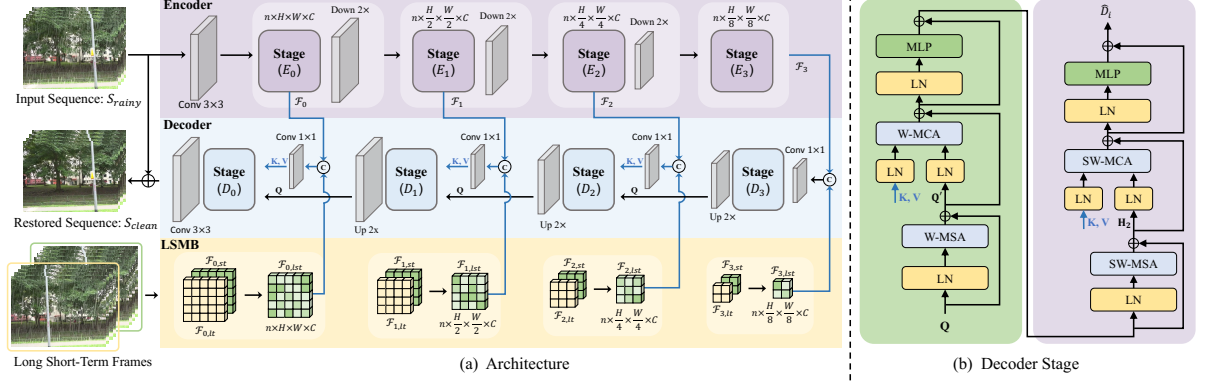 Encoder
n×H×W×C
Down 2×
n×H/2×W/2×C
Down 2×
n×H/4×W/4×C
Down 2×
n×H/8×W/8×C
Stage
(E₀)
Stage
(E₁)
Stage
(E₂)
Stage
(E₃)
ℱ₀
ℱ₁
ℱ₂
ℱ₃
Conv 3×3
Input Sequence: S_rainy
Decoder
Conv 1×1
Conv 1×1
Conv 1×1
Conv 1×1
K, V
K, V
K, V
C
C
C
C
Stage
(D₀)
Stage
(D₁)
Stage
(D₂)
Stage
(D₃)
Q
Q
Q
Conv 3×3
Up 2x
Up 2×
Up 2×
Restored Sequence: S_clean
LSMB
ℱ₀,st
ℱ₀,lst
ℱ₀,lt
n×H×W×C
ℱ₁,st
ℱ₁,lst
ℱ₁,lt
n×H/2×W/2×C
ℱ₂,st
ℱ₂,lst
ℱ₂,lt
n×H/4×W/4×C
ℱ₃,st
ℱ₃,lst
ℱ₃,lt
n×H/8×W/8×C
Long Short-Term Frames
(a) Architecture
MLP
LN
W-MCA
LN
LN
K, V
Q′
W-MSA
LN
Q
D̂ᵢ
MLP
LN
SW-MCA
LN
LN
K, V
H₂
SW-MSA
LN
(b) Decoder Stage